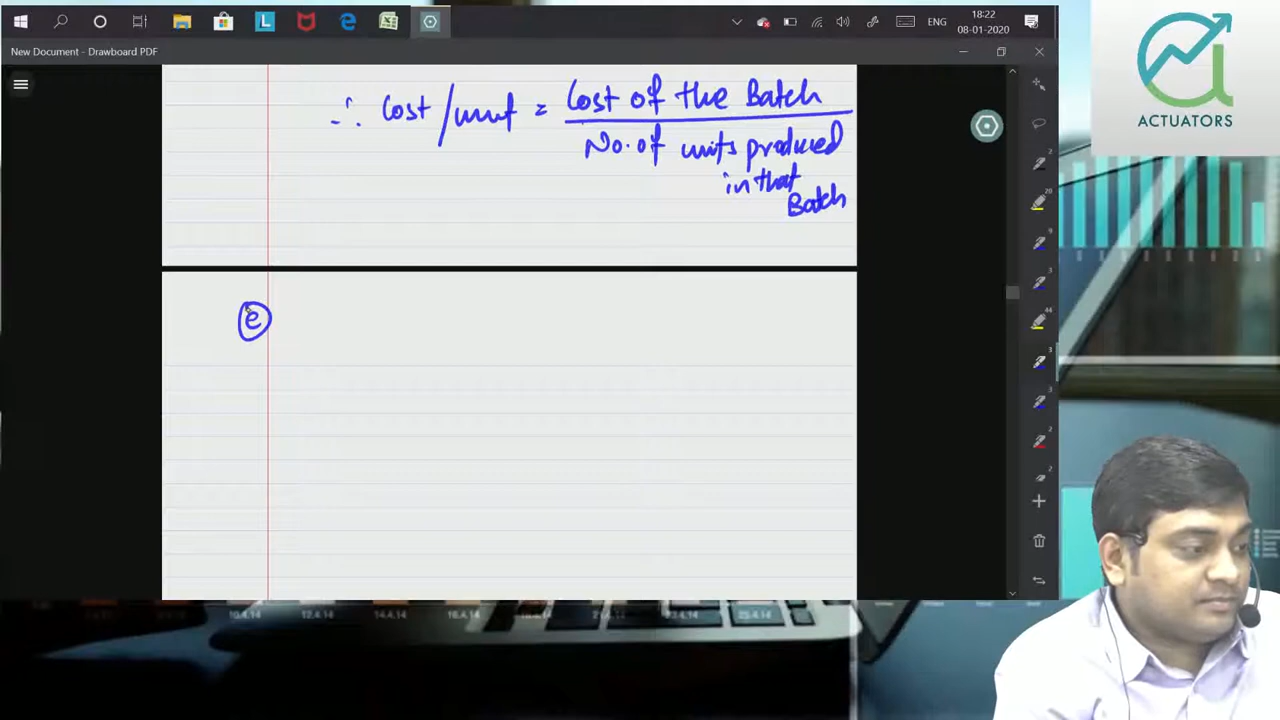 ENG
18:22
08-01-2020
New Document - Drawboard PDF
∴ Cost/unit = Cost of the Batch
No. of units produced
in that
Batch
e
ACTUATORS